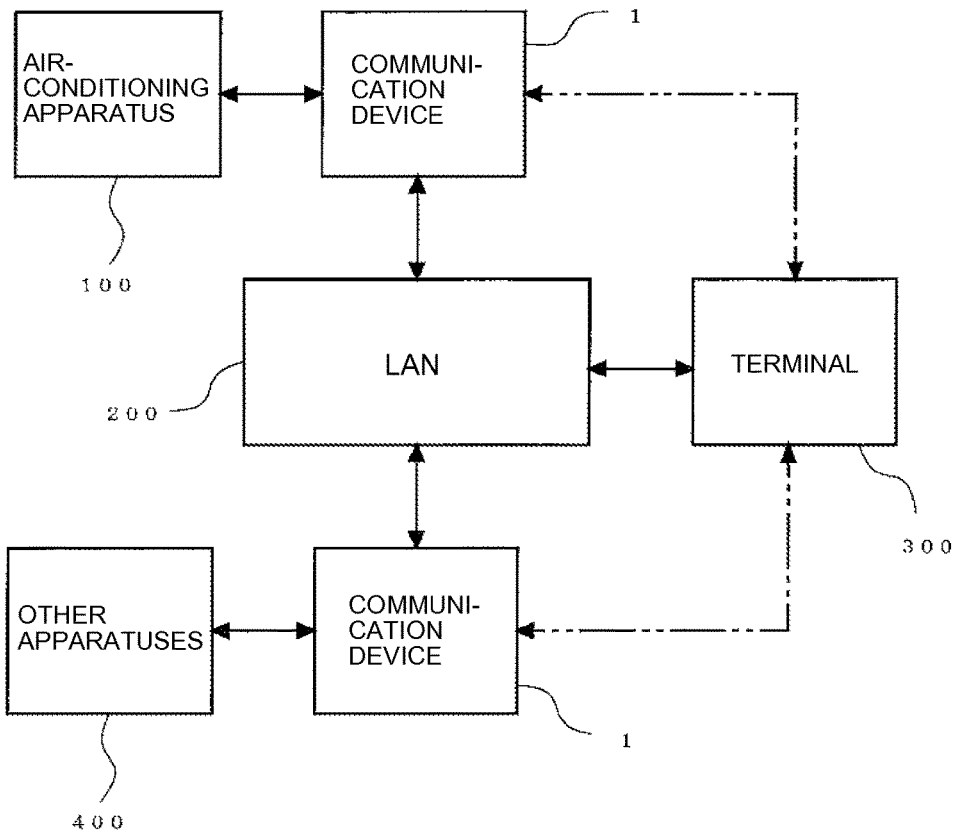 1
AIR-
CONDITIONING
APPARATUS
COMMUNI-
CATION
DEVICE
100
LAN
TERMINAL
200
300
OTHER
APPARATUSES
COMMUNI-
CATION
DEVICE
1
400